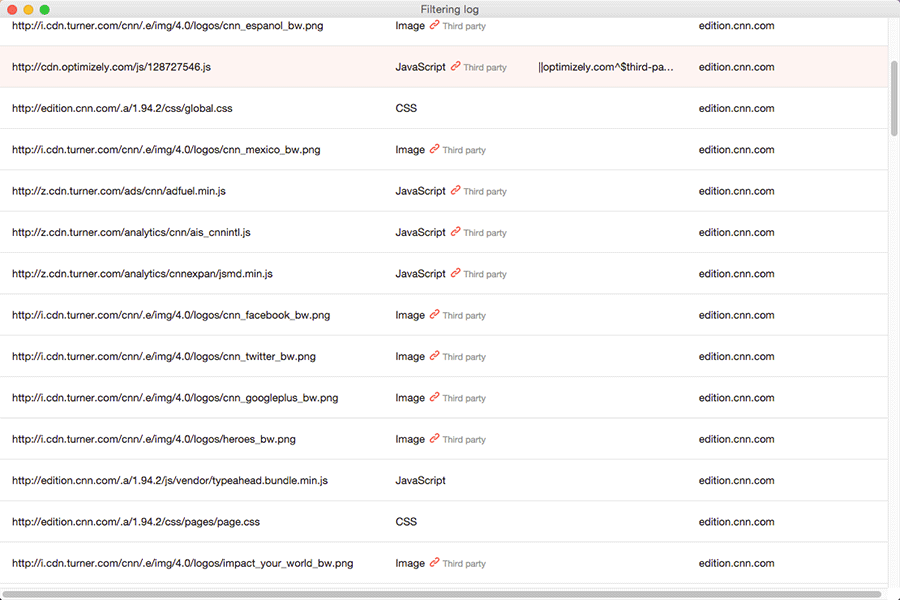 Filtering log
http://i.cdn.turner.com/cnn/.e/img/4.0/logos/cnn_espanol_bw.png Image Third party edition.cnn.com
http://cdn.optimizely.com/js/128727546.js JavaScript Third party ||optimizely.com^$third-pa... edition.cnn.com
http://edition.cnn.com/.a/1.94.2/css/global.css CSS edition.cnn.com
http://i.cdn.turner.com/cnn/.e/img/4.0/logos/cnn_mexico_bw.png Image Third party edition.cnn.com
http://z.cdn.turner.com/ads/cnn/adfuel.min.js JavaScript Third party edition.cnn.com
http://z.cdn.turner.com/analytics/cnn/ais_cnnintl.js JavaScript Third party edition.cnn.com
http://z.cdn.turner.com/analytics/cnnexpan/jsmd.min.js JavaScript Third party edition.cnn.com
http://i.cdn.turner.com/cnn/.e/img/4.0/logos/cnn_facebook_bw.png Image Third party edition.cnn.com
http://i.cdn.turner.com/cnn/.e/img/4.0/logos/cnn_twitter_bw.png Image Third party edition.cnn.com
http://i.cdn.turner.com/cnn/.e/img/4.0/logos/cnn_googleplus_bw.png Image Third party edition.cnn.com
http://i.cdn.turner.com/cnn/.e/img/4.0/logos/heroes_bw.png Image Third party edition.cnn.com
http://edition.cnn.com/.a/1.94.2/js/vendor/typeahead.bundle.min.js JavaScript edition.cnn.com
http://edition.cnn.com/.a/1.94.2/css/pages/page.css CSS edition.cnn.com
http://i.cdn.turner.com/cnn/.e/img/4.0/logos/impact_your_world_bw.png Image Third party edition.cnn.com